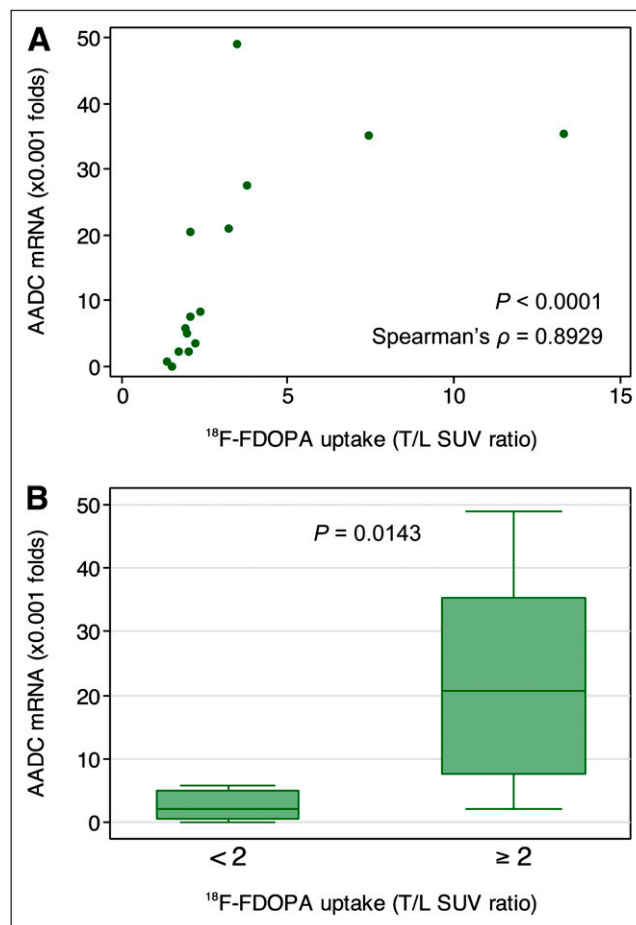 A
AADC mRNA (x0.001 folds)
50
40
30
20
10
0
P < 0.0001
Spearman’s ρ = 0.8929
0 5 10 15
¹⁸F-FDOPA uptake (T/L SUV ratio)
B
AADC mRNA (x0.001 folds)
50
40
30
20
10
0
P = 0.0143
< 2 ≥ 2
¹⁸F-FDOPA uptake (T/L SUV ratio)